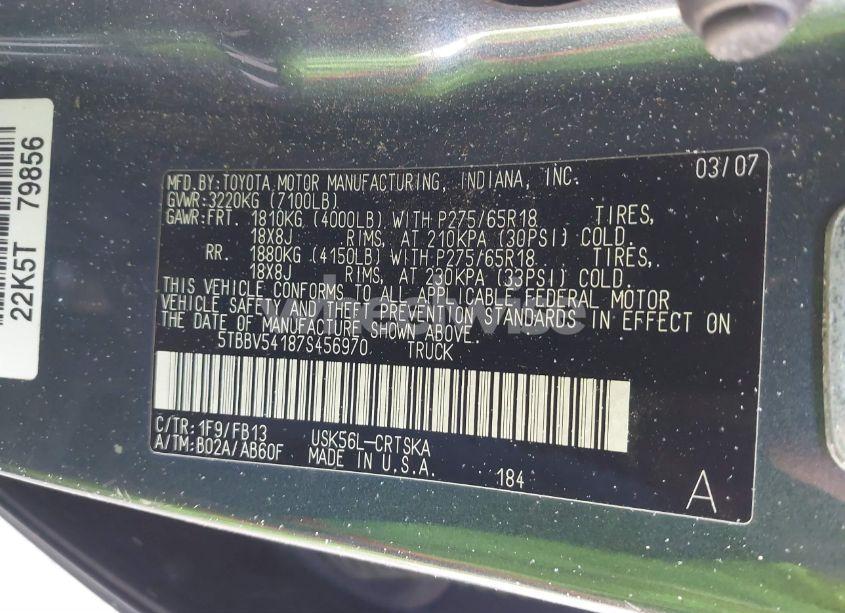 03/07
MFD.BY:TOYOTA MOTOR MANUFACTURING, INDIANA, INC.
GVWR:3220KG (7100LB)
GAWR:FRT. 1810KG (4000LB) WITH P275/65R18 TIRES,
18X8J RIMS, AT 210KPA (30PSI) COLD.
RR. 1880KG (4150LB) WITH P275/65R18 TIRES,
18X8J RIMS, AT 230KPA (33PSI) COLD.
THIS VEHICLE CONFORMS TO ALL APPLICABLE FEDERAL MOTOR
VEHICLE SAFETY AND THEFT PREVENTION STANDARDS IN EFFECT ON
THE DATE OF MANUFACTURE SHOWN ABOVE.
5TBBV54187S456970 TRUCK
C/TR:1F9/FB13 USK56L-CRTSKA
A/TM:B02A/AB60F MADE IN U.S.A.
184
A
22K5T 79856
wheelwise